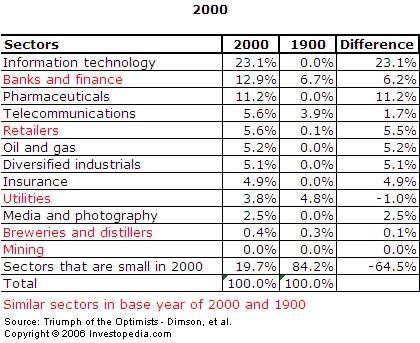 2000
Sectors 2000 1900 Difference
Information technology 23.1% 0.0% 23.1%
Banks and finance 12.9% 6.7% 6.2%
Pharmaceuticals 11.2% 0.0% 11.2%
Telecommunications 5.6% 3.9% 1.7%
Retailers 5.6% 0.1% 5.5%
Oil and gas 5.2% 0.0% 5.2%
Diversified industrials 5.1% 0.0% 5.1%
Insurance 4.9% 0.0% 4.9%
Utilities 3.8% 4.8% -1.0%
Media and photography 2.5% 0.0% 2.5%
Breweries and distillers 0.4% 0.3% 0.1%
Mining 0.0% 0.0% 0.0%
Sectors that are small in 2000 19.7% 84.2% -64.5%
Total 100.0% 100.0%
Similar sectors in base year of 2000 and 1900
Source: Triumph of the Optimists - Dimson, et al.
Copyright © 2006 Investopedia.com